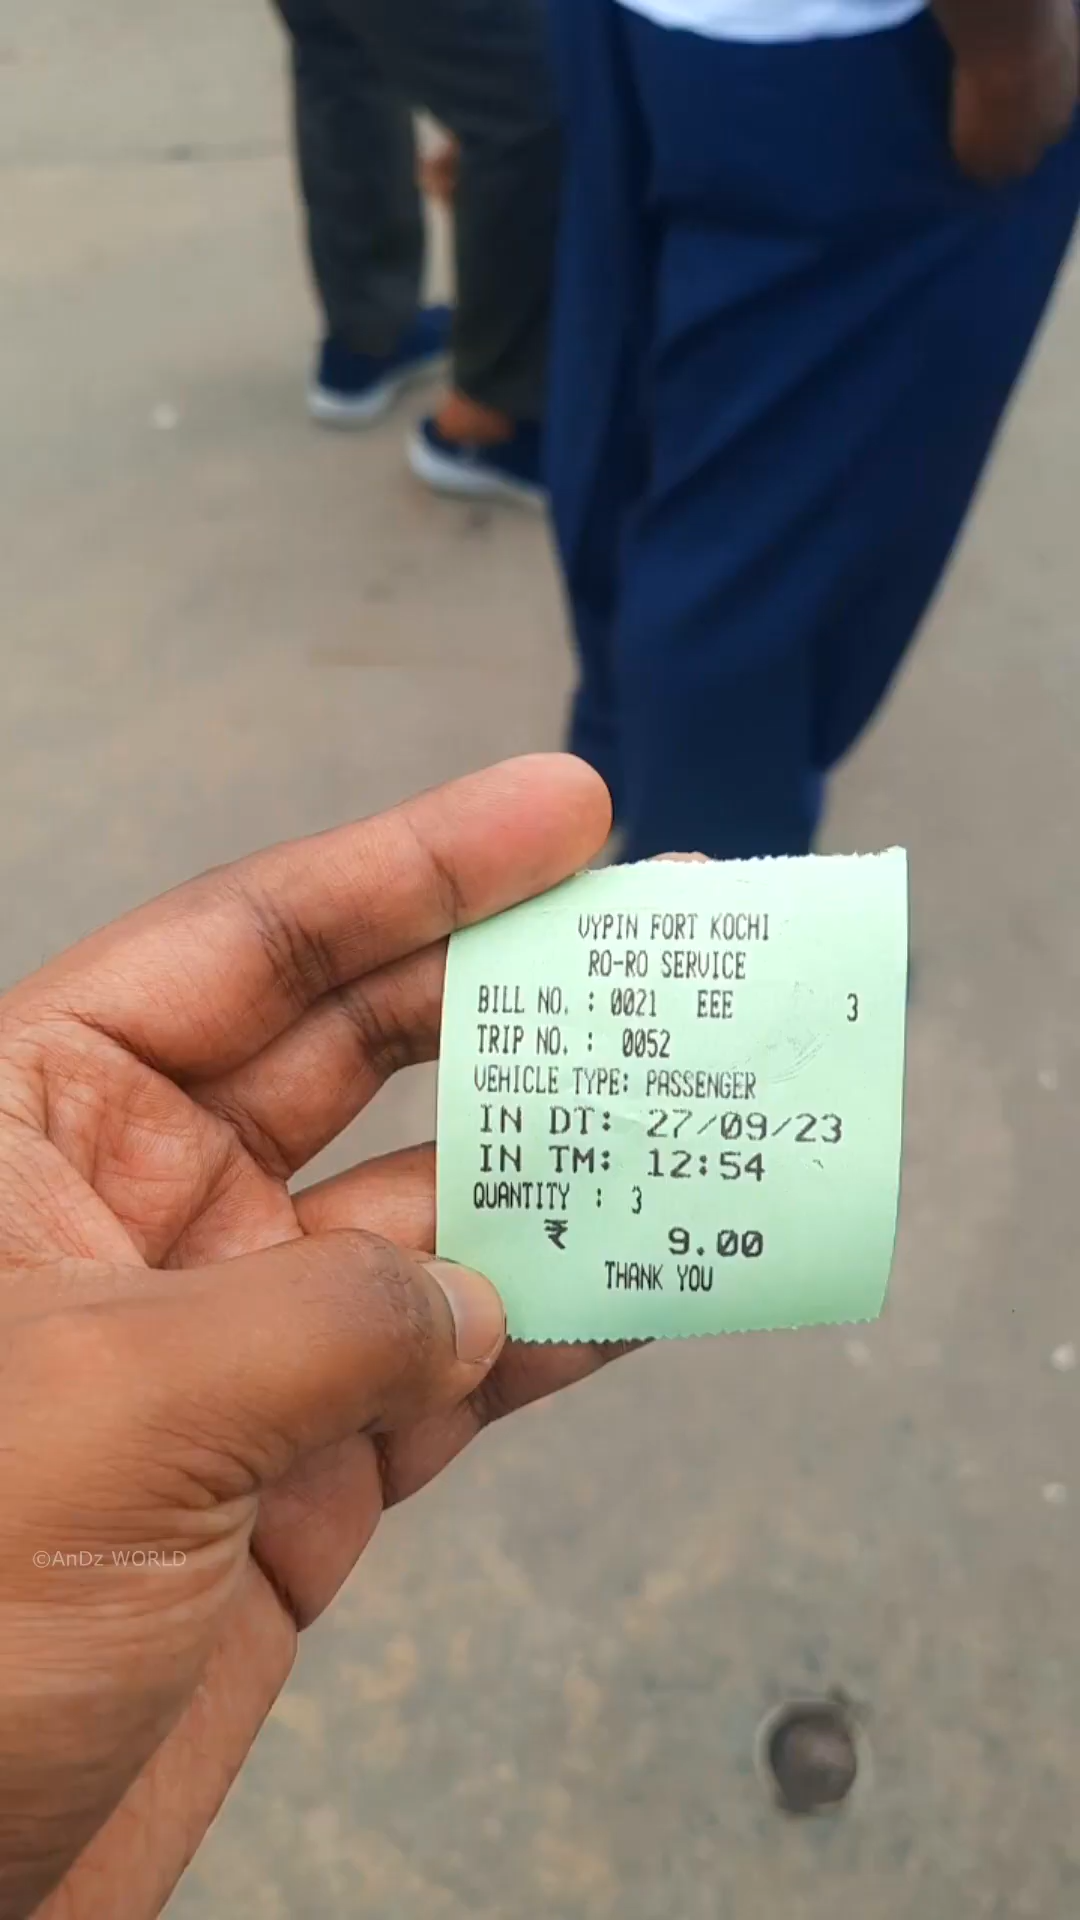 VYPIN FORT KOCHI
RO-RO SERVICE
BILL NO. : 0021 EEE 3
TRIP NO. : 0052
VEHICLE TYPE: PASSENGER
IN DT: 27/09/23
IN TM: 12:54
QUANTITY : 3
₹ 9.00
THANK YOU
©AnDz WORLD